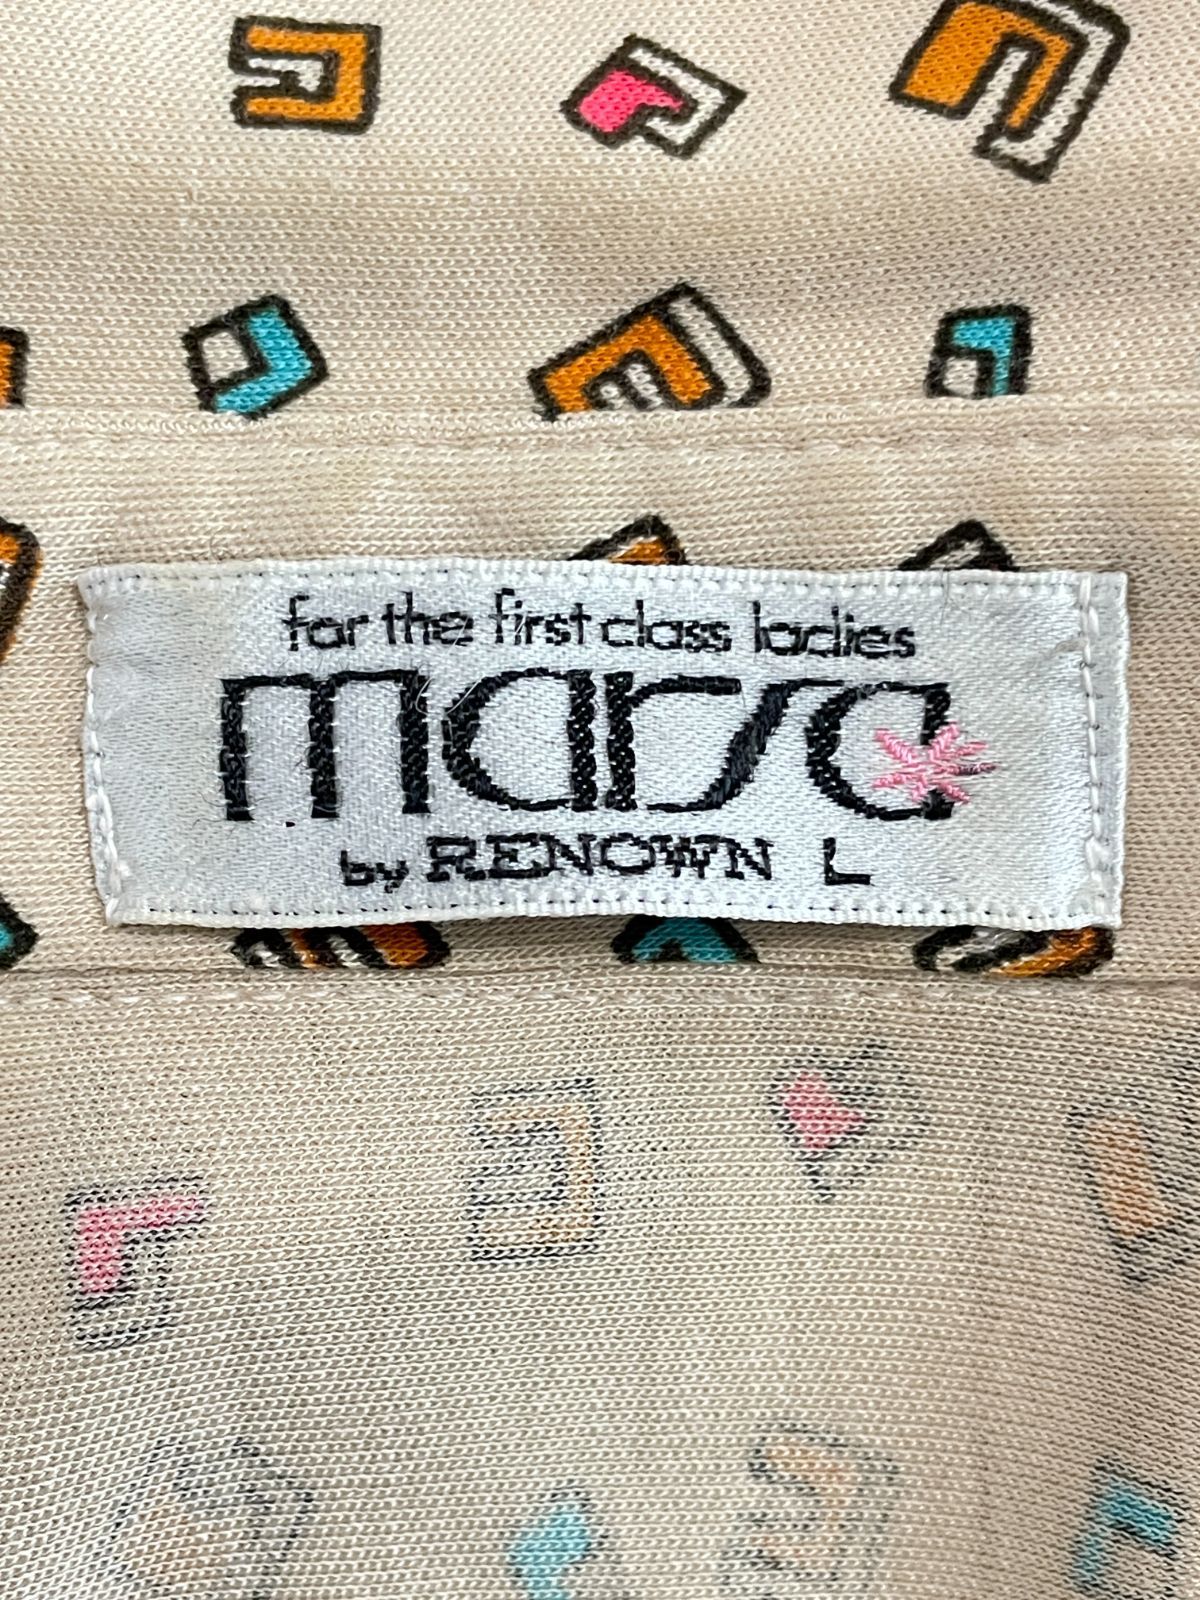 for the first class ladies
marsa
by RENOWN L